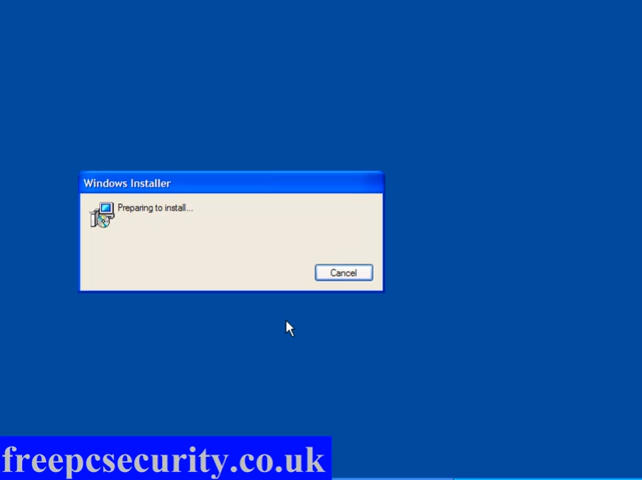 Windows Installer
Preparing to install...
Cancel
freepcsecurity.co.uk